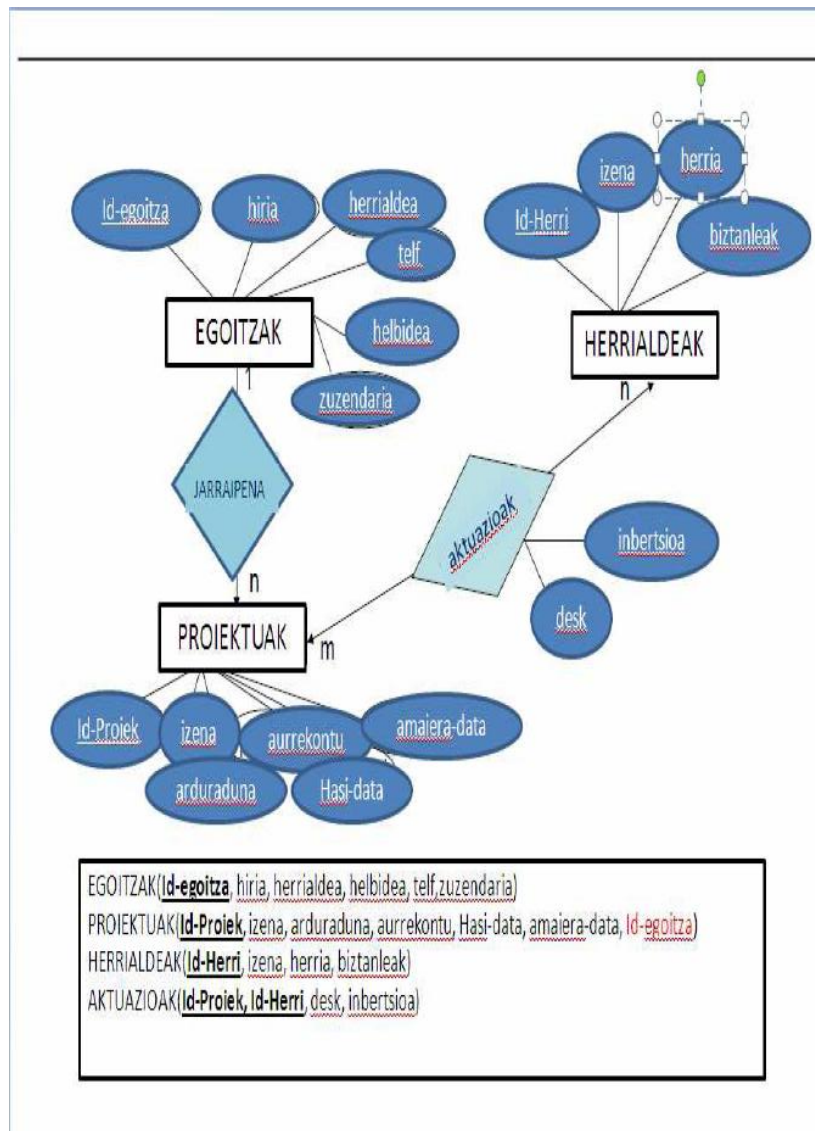 herria
izena
Id-egoitza
hiria
herrialdea
Id-Herri
biztanleak
telf
EGOITZAK
helbidea
HERRIALDEAK
1
n
zuzendaria
JARRAIPENA
aktuazioak
inbertsioa
n
desk
PROIEKTUAK
m
Id-Proiek
izena
aurrekontu
amaiera-data
arduraduna
Hasi-data
EGOITZAK(Id-egoitza, hiria, herrialdea, helbidea, telf,zuzendaria)
PROIEKTUAK(Id-Proiek, izena, arduraduna, aurrekontu, Hasi-data, amaiera-data, Id-egoitza)
HERRIALDEAK(Id-Herri, izena, herria, biztanleak)
AKTUAZIOAK(Id-Proiek, Id-Herri, desk, inbertsioa)